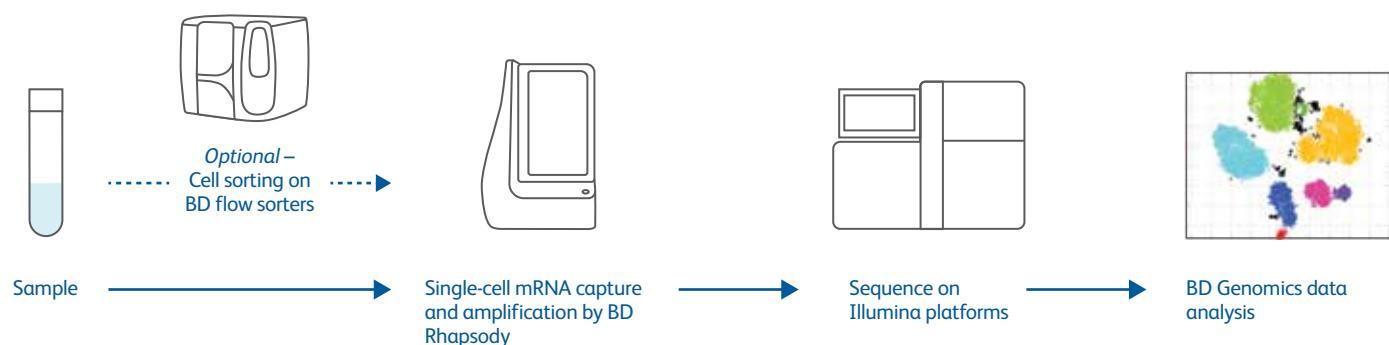 Optional –
Cell sorting on
BD flow sorters
Sample
Single-cell mRNA capture
and amplification by BD
Rhapsody
Sequence on
Illumina platforms
BD Genomics data
analysis